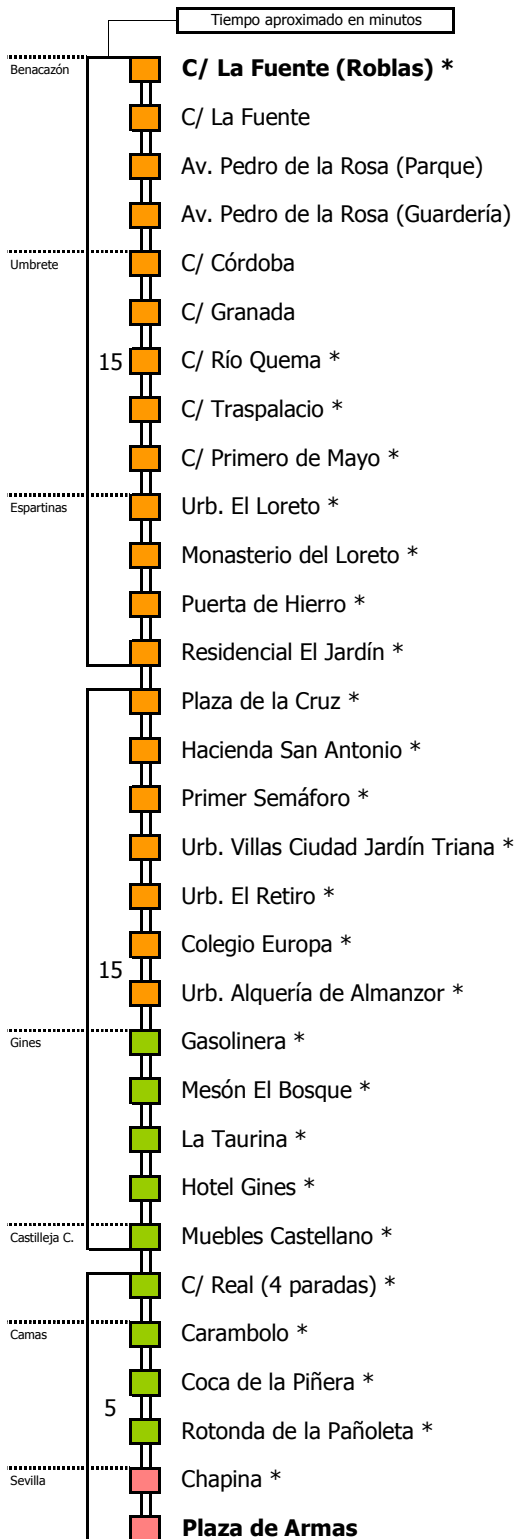 Tiempo aproximado en minutos
Benacazón
C/ La Fuente (Roblas) *
C/ La Fuente
Av. Pedro de la Rosa (Parque)
Av. Pedro de la Rosa (Guardería)
Umbrete
C/ Córdoba
C/ Granada
15
C/ Río Quema *
C/ Traspalacio *
C/ Primero de Mayo *
Espartinas
Urb. El Loreto *
Monasterio del Loreto *
Puerta de Hierro *
Residencial El Jardín *
Plaza de la Cruz *
Hacienda San Antonio *
Primer Semáforo *
Urb. Villas Ciudad Jardín Triana *
Urb. El Retiro *
Colegio Europa *
15
Urb. Alquería de Almanzor *
Gines
Gasolinera *
Mesón El Bosque *
La Taurina *
Hotel Gines *
Castilleja C.
Muebles Castellano *
C/ Real (4 paradas) *
Camas
Carambolo *
Coca de la Piñera *
5
Rotonda de la Pañoleta *
Sevilla
Chapina *
Plaza de Armas